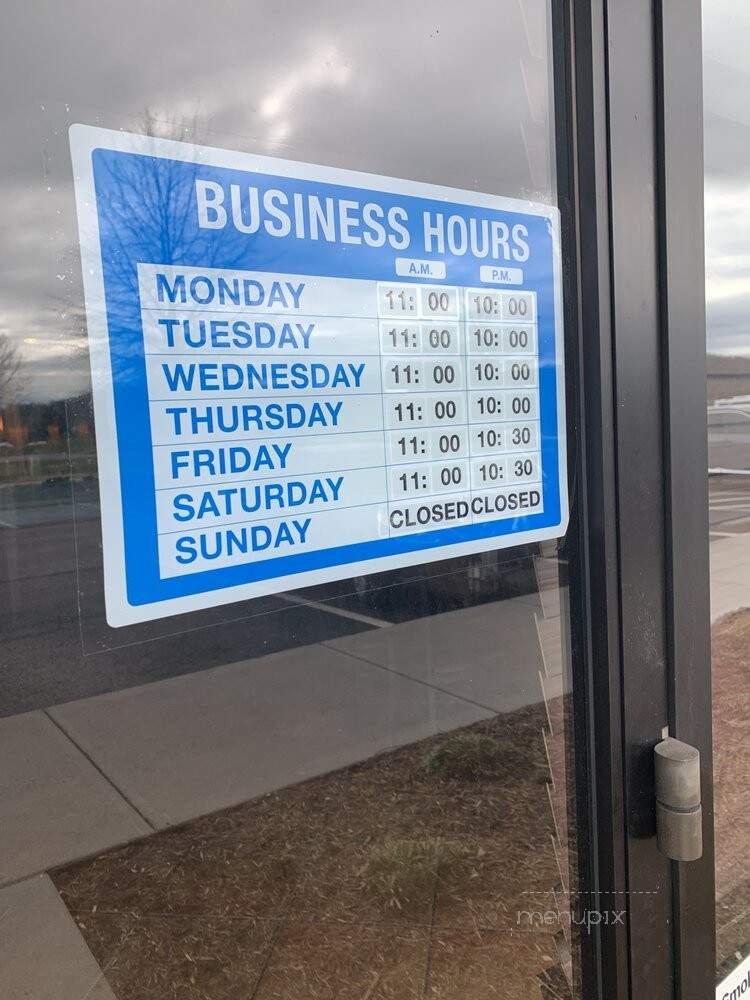 BUSINESS HOURS
A.M. P.M.
MONDAY 11: 00 10: 00
TUESDAY 11: 00 10: 00
WEDNESDAY 11: 00 10: 00
THURSDAY 11: 00 10: 00
FRIDAY 11: 00 10: 30
SATURDAY 11: 00 10: 30
SUNDAY CLOSED CLOSED
menupix